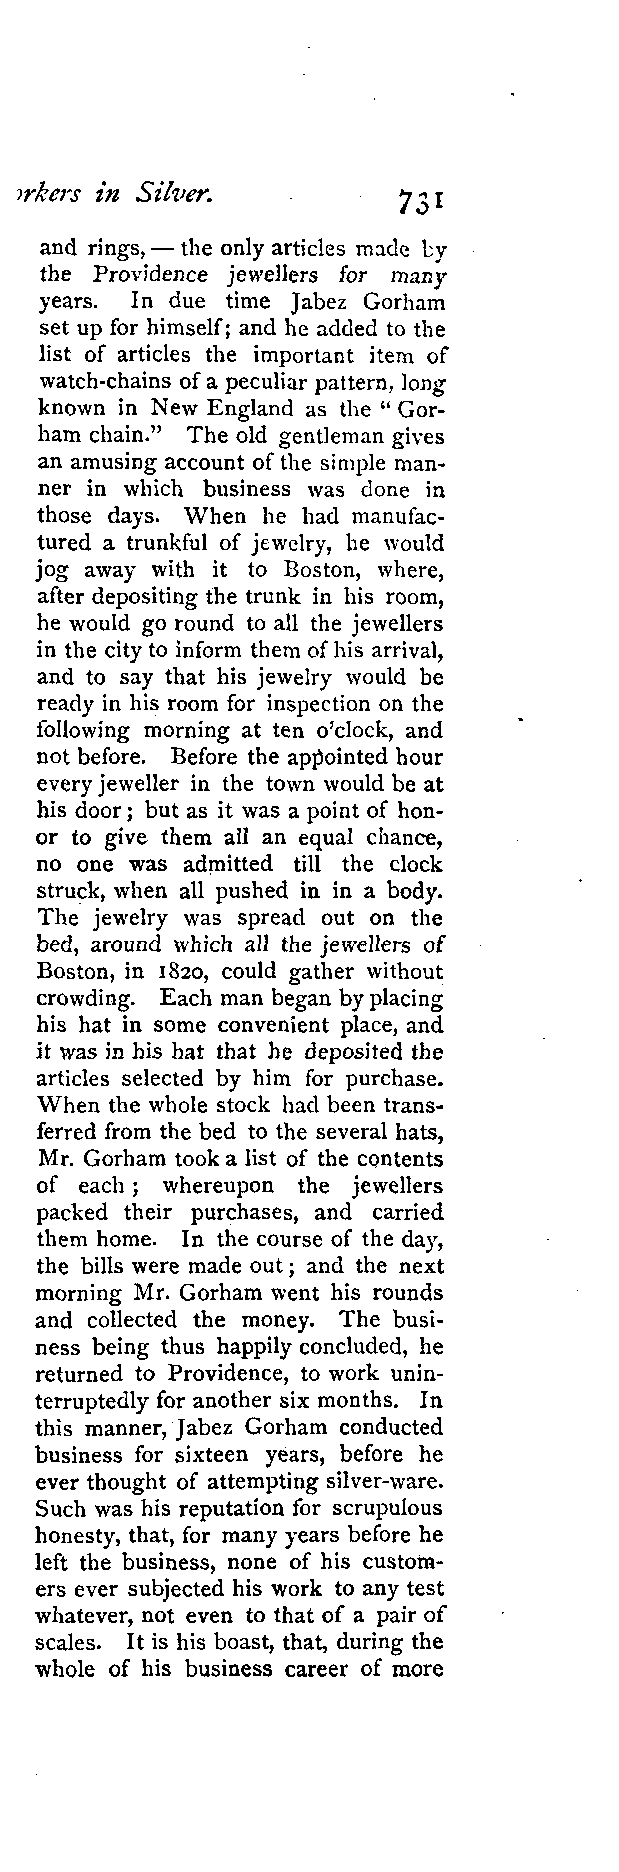 rkers in Silver. 731
and rings, — the only articles made by
the Providence jewellers for many
years. In due time Jabez Gorham
set up for himself; and he added to the
list of articles the important item of
watch-chains of a peculiar pattern, long
known in New England as the “Gor-
ham chain.” The old gentleman gives
an amusing account of the simple man-
ner in which business was done in
those days. When he had manufac-
tured a trunkful of jewelry, he would
jog away with it to Boston, where,
after depositing the trunk in his room,
he would go round to all the jewellers
in the city to inform them of his arrival,
and to say that his jewelry would be
ready in his room for inspection on the
following morning at ten o'clock, and
not before. Before the appointed hour
every jeweller in the town would be at
his door; but as it was a point of hon-
or to give them all an equal chance,
no one was admitted till the clock
struck, when all pushed in in a body.
The jewelry was spread out on the
bed, around which all the jewellers of
Boston, in 1820, could gather without
crowding. Each man began by placing
his hat in some convenient place, and
it was in his hat that he deposited the
articles selected by him for purchase.
When the whole stock had been trans-
ferred from the bed to the several hats,
Mr. Gorham took a list of the contents
of each; whereupon the jewellers
packed their purchases, and carried
them home. In the course of the day,
the bills were made out; and the next
morning Mr. Gorham went his rounds
and collected the money. The busi-
ness being thus happily concluded, he
returned to Providence, to work unin-
terruptedly for another six months. In
this manner, Jabez Gorham conducted
business for sixteen years, before he
ever thought of attempting silver-ware.
Such was his reputation for scrupulous
honesty, that, for many years before he
left the business, none of his custom-
ers ever subjected his work to any test
whatever, not even to that of a pair of
scales. It is his boast, that, during the
whole of his business career of more